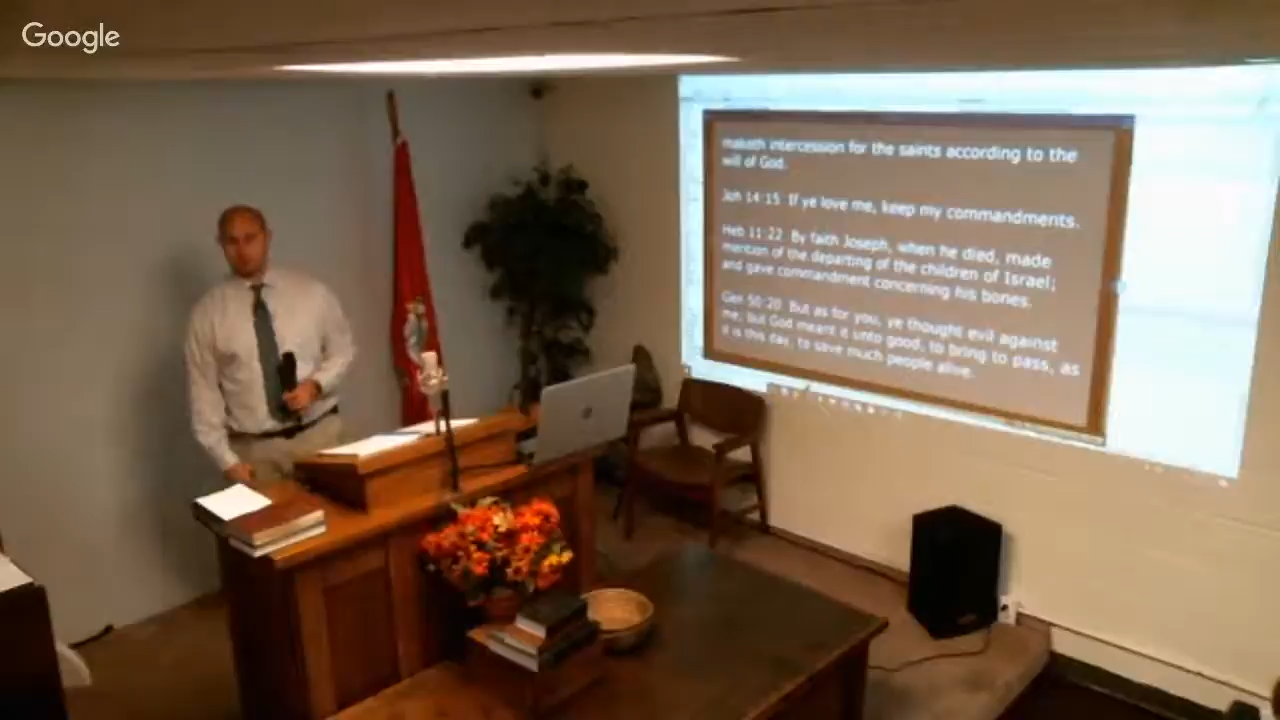 Google
maketh intercession for the saints according to the
will of God.
Joh 14:15 If ye love me, keep my commandments.
Heb 11:22 By faith Joseph, when he died, made
mention of the departing of the children of Israel;
and gave commandment concerning his bones.
Gen 50:20 But as for you, ye thought evil against
me; but God meant it unto good, to bring to pass, as
it is this day, to save much people alive.